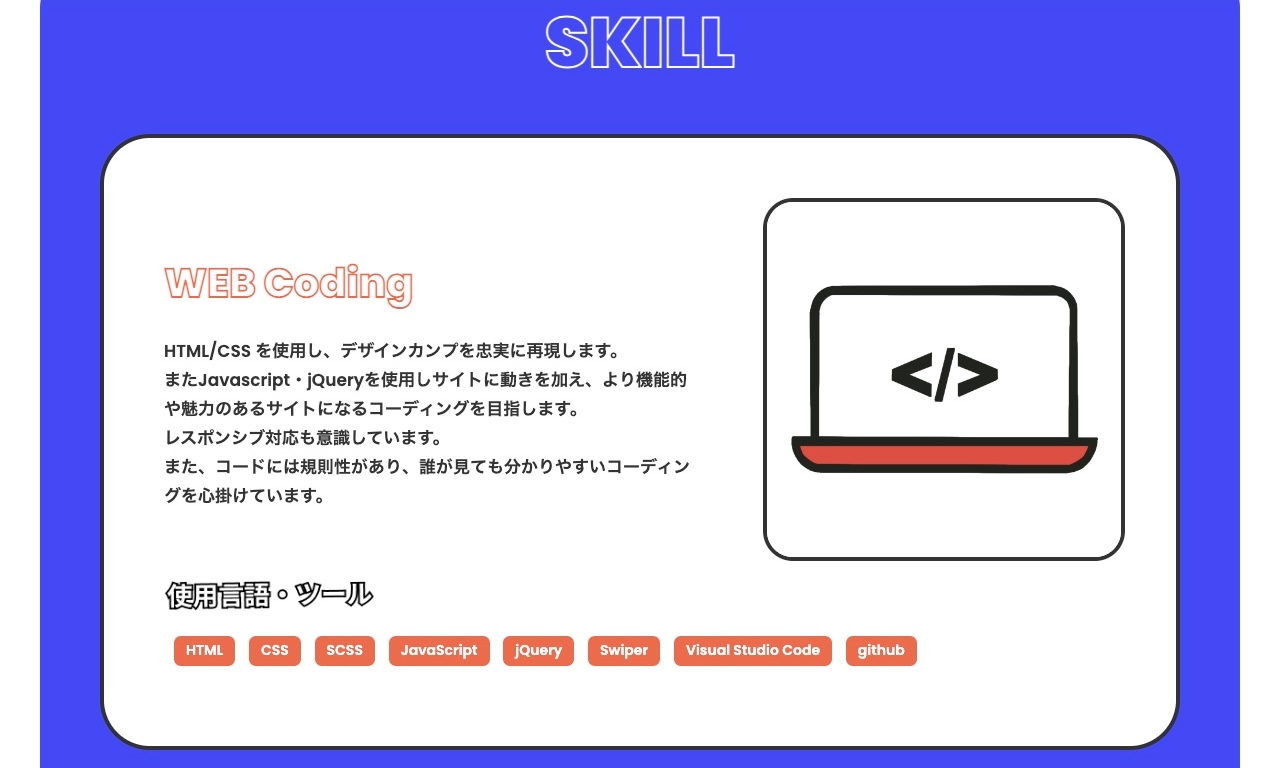 SKILL
WEB Coding
HTML/CSS を使用し、デザインカンプを忠実に再現します。
またJavascript・jQueryを使用しサイトに動きを加え、より機能的
や魅力のあるサイトになるコーディングを目指します。
レスポンシブ対応も意識しています。
また、コードには規則性があり、誰が見ても分かりやすいコーディン
グを心掛けています。
</>
使用言語・ツール
HTML CSS SCSS JavaScript jQuery Swiper Visual Studio Code github